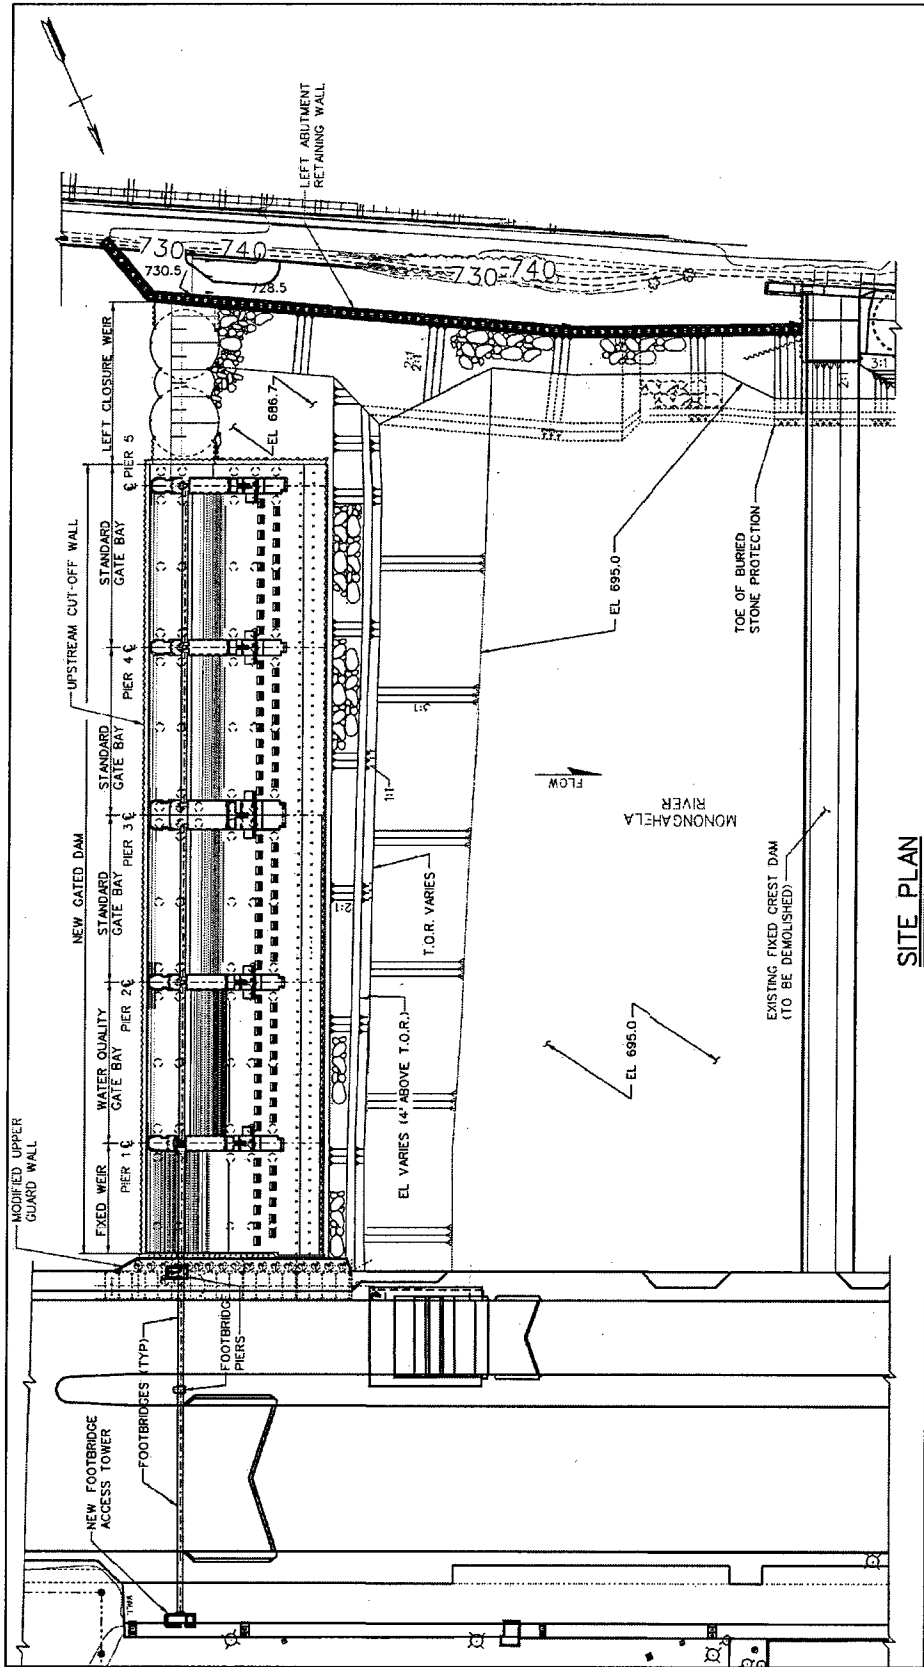 MODIFIED UPPER
GUARD WALL
NEW GATED DAM
UPSTREAM CUT-OFF WALL
FIXED WEIR
WATER QUALITY
GATE BAY
STANDARD
GATE BAY
STANDARD
GATE BAY
STANDARD
GATE BAY
LEFT CLOSURE WEIR
PIER 1
PIER 2
PIER 3
PIER 4
PIER 5
730
740
730.5
728.5
730
740
LEFT ABUTMENT
RETAINING WALL
NEW FOOTBRIDGE
ACCESS TOWER
FOOTBRIDGES (TYP)
FOOTBRIDGE
PIERS
EL 686.7
2:1
2:1
1:1
3:1
2:1
2:1
3:1
EL VARIES (4' ABOVE T.O.R.)
T.O.R. VARIES
EL 695.0
TOE OF BURIED
STONE PROTECTION
FLOW
MONONGAHELA
RIVER
EL 695.0
EXISTING FIXED CREST DAM
(TO BE DEMOLISHED)
SITE PLAN